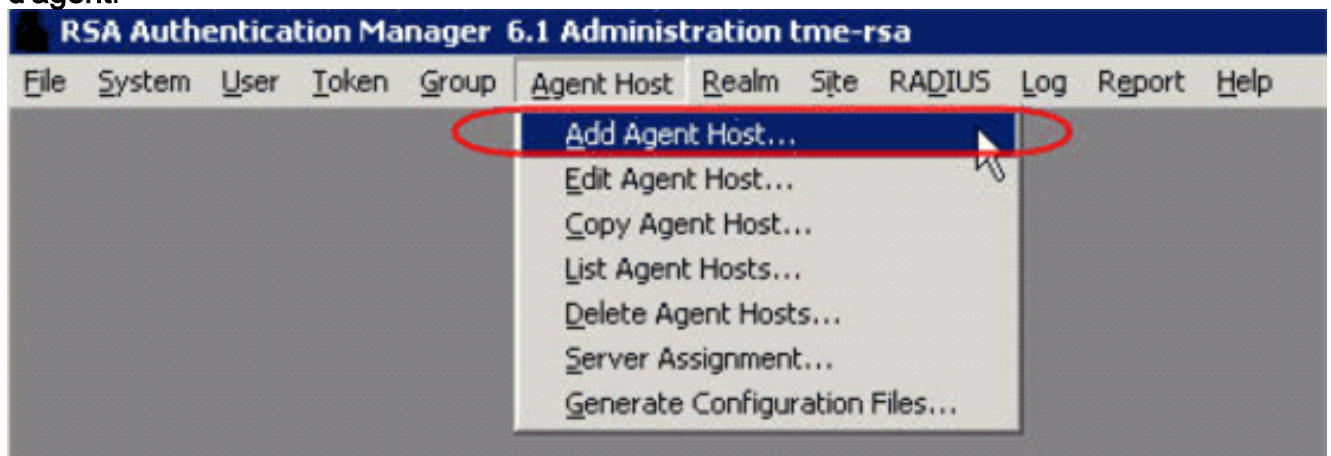 d'agent.
RSA Authentication Manager 6.1 Administration tme-rsa
File System User Token Group Agent Host Realm Site RADIUS Log Report Help
Add Agent Host...
Edit Agent Host...
Copy Agent Host...
List Agent Hosts...
Delete Agent Hosts...
Server Assignment...
Generate Configuration Files...